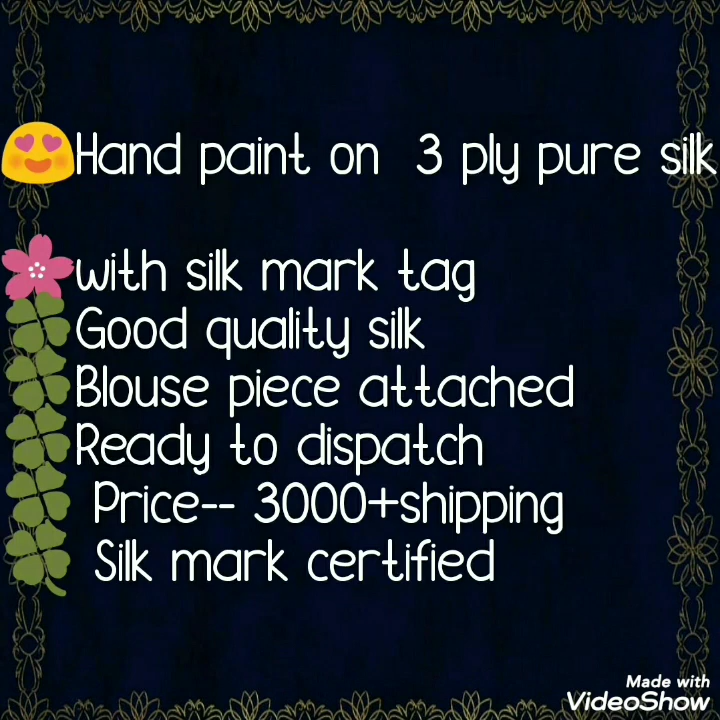 😍Hand paint on 3 ply pure silk
🌸with silk mark tag
🍀Good quality silk
🍀Blouse piece attached
🍀Ready to dispatch
🍀 Price-- 3000+shipping
🍀 Silk mark certified
Made with
VideoShow